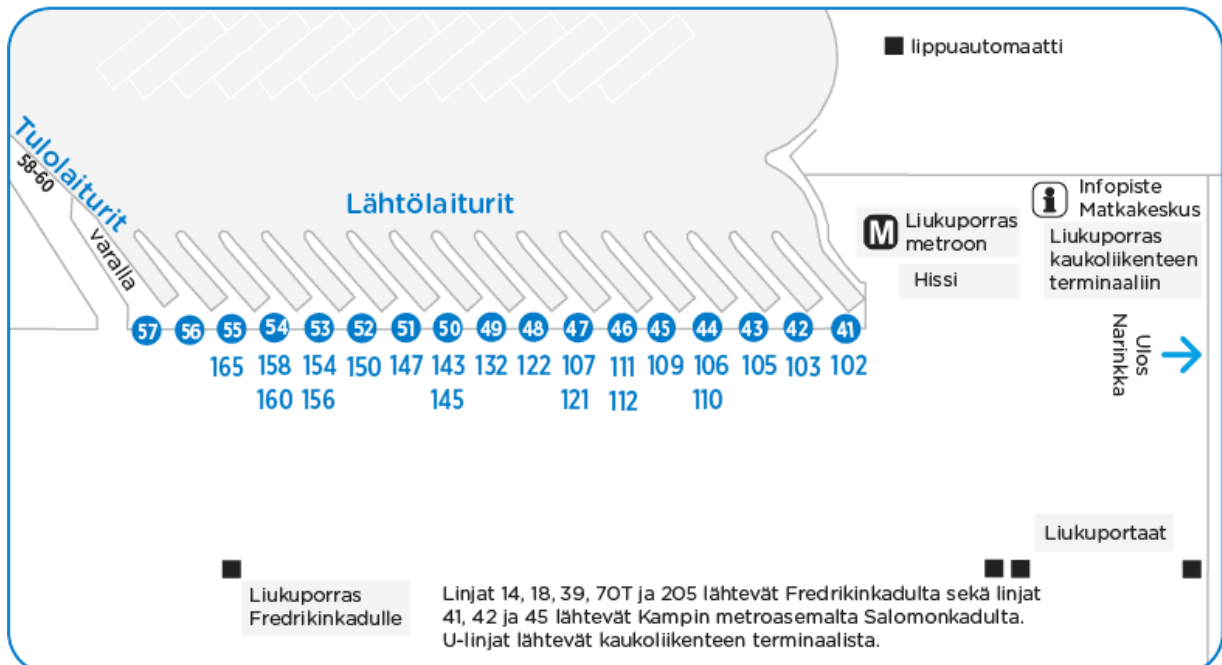 lippuautomaatti
Tulolaiturit
58-60
varalla
Lähtölaiturit
M
Liukuporras
metroon
Hissi
i Infopiste
Matkakeskus
Liukuporras
kaukoliikenteen
terminaaliin
Ulos
Narinkka
57 56 55 54 53 52 51 50 49 48 47 46 45 44 43 42 41
165 158 154 150 147 143 132 122 107 111 109 106 105 103 102
160 156 145 121 112 110
Liukuportaat
Liukuporras
Fredrikinkadulle
Linjat 14, 18, 39, 70T ja 205 lähtevät Fredrikinkadulta sekä linjat
41, 42 ja 45 lähtevät Kampin metroasemalta Salomonkadulta.
U-linjat lähtevät kaukoliikenteen terminaalista.